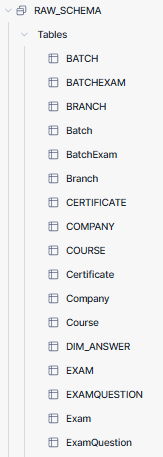 RAW_SCHEMA
Tables
BATCH
BATCHEXAM
BRANCH
Batch
BatchExam
Branch
CERTIFICATE
COMPANY
COURSE
Certificate
Company
Course
DIM_ANSWER
EXAM
EXAMQUESTION
Exam
ExamQuestion